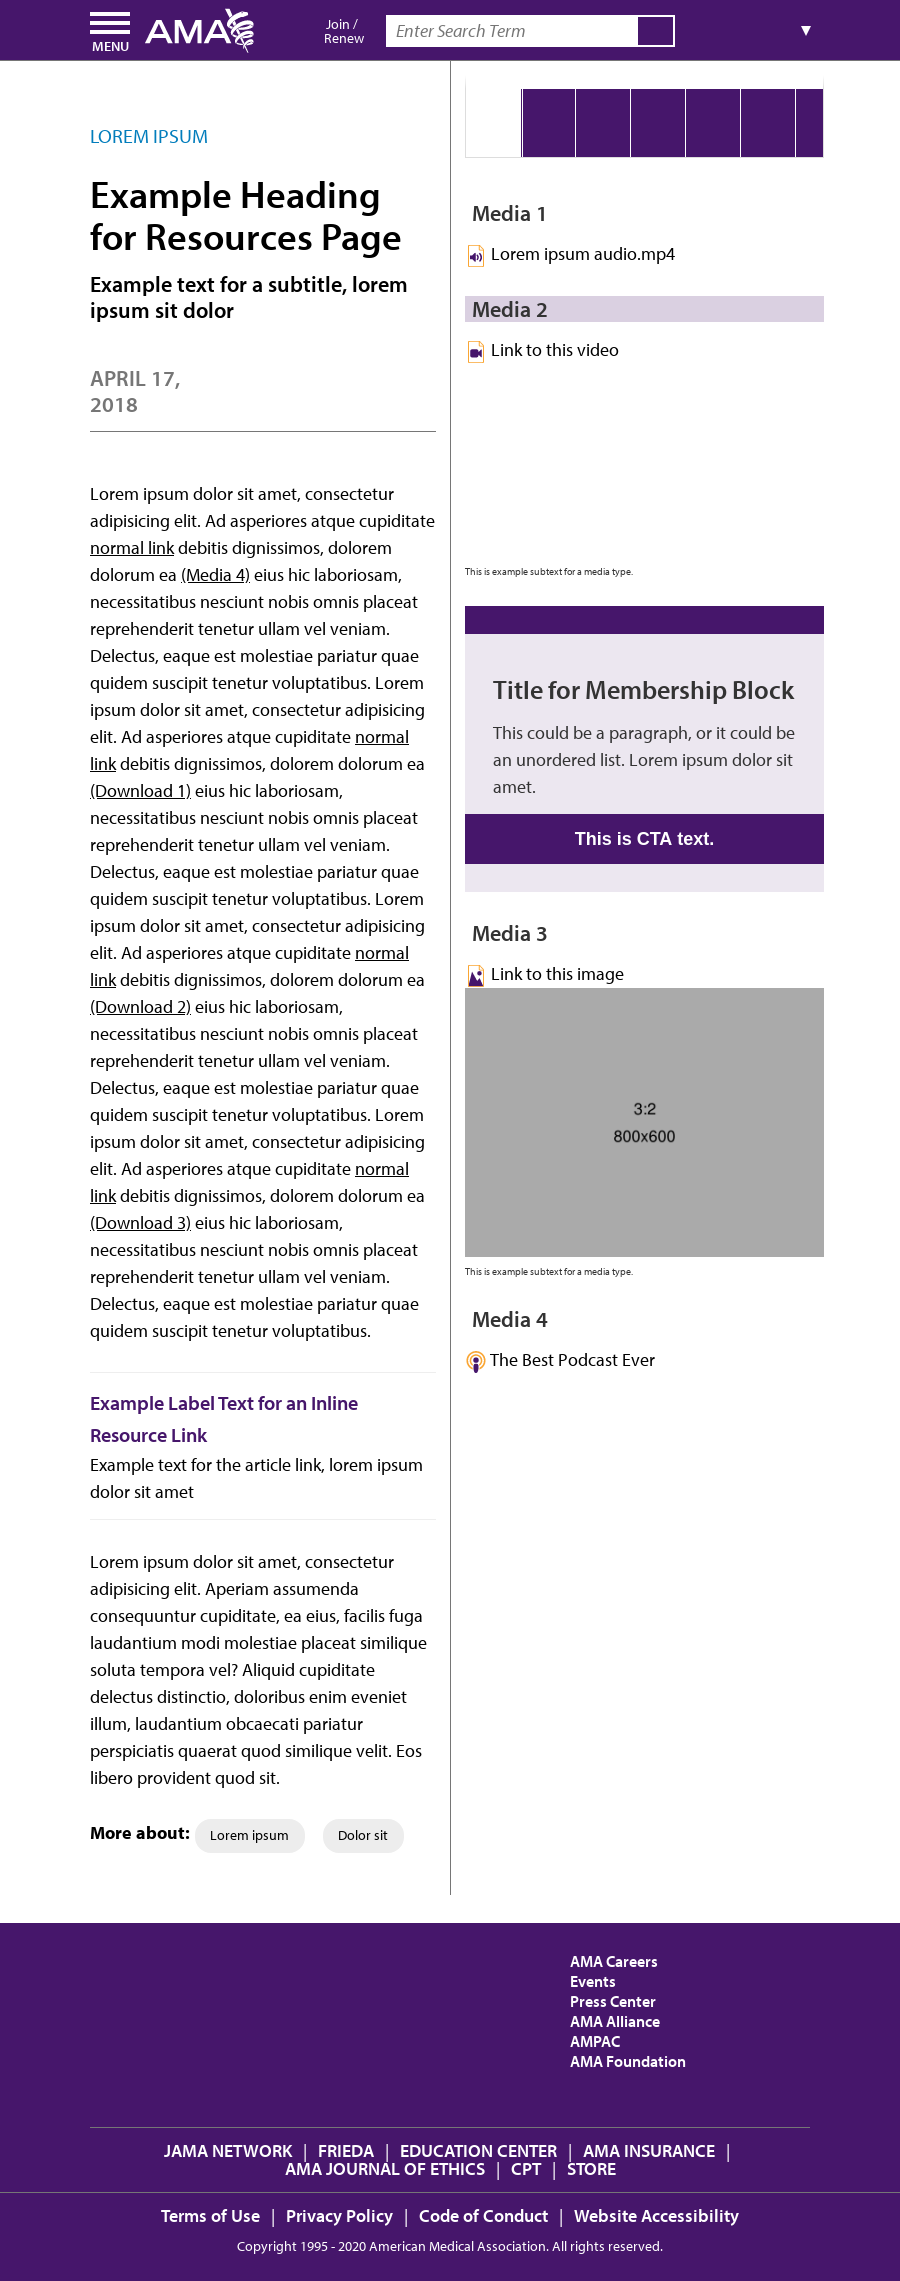 MENU
AMA
Join /
Renew
Enter Search Term
▼
LOREM IPSUM
Example Heading
for Resources Page
Example text for a subtitle, lorem
ipsum sit dolor
APRIL 17,
2018
Lorem ipsum dolor sit amet, consectetur
adipisicing elit. Ad asperiores atque cupiditate
normal link debitis dignissimos, dolorem
dolorum ea (Media 4) eius hic laboriosam,
necessitatibus nesciunt nobis omnis placeat
reprehenderit tenetur ullam vel veniam.
Delectus, eaque est molestiae pariatur quae
quidem suscipit tenetur voluptatibus. Lorem
ipsum dolor sit amet, consectetur adipisicing
elit. Ad asperiores atque cupiditate normal
link debitis dignissimos, dolorem dolorum ea
(Download 1) eius hic laboriosam,
necessitatibus nesciunt nobis omnis placeat
reprehenderit tenetur ullam vel veniam.
Delectus, eaque est molestiae pariatur quae
quidem suscipit tenetur voluptatibus. Lorem
ipsum dolor sit amet, consectetur adipisicing
elit. Ad asperiores atque cupiditate normal
link debitis dignissimos, dolorem dolorum ea
(Download 2) eius hic laboriosam,
necessitatibus nesciunt nobis omnis placeat
reprehenderit tenetur ullam vel veniam.
Delectus, eaque est molestiae pariatur quae
quidem suscipit tenetur voluptatibus. Lorem
ipsum dolor sit amet, consectetur adipisicing
elit. Ad asperiores atque cupiditate normal
link debitis dignissimos, dolorem dolorum ea
(Download 3) eius hic laboriosam,
necessitatibus nesciunt nobis omnis placeat
reprehenderit tenetur ullam vel veniam.
Delectus, eaque est molestiae pariatur quae
quidem suscipit tenetur voluptatibus.
Example Label Text for an Inline
Resource Link
Example text for the article link, lorem ipsum
dolor sit amet
Lorem ipsum dolor sit amet, consectetur
adipisicing elit. Aperiam assumenda
consequuntur cupiditate, ea eius, facilis fuga
laudantium modi molestiae placeat similique
soluta tempora vel? Aliquid cupiditate
delectus distinctio, doloribus enim eveniet
illum, laudantium obcaecati pariatur
perspiciatis quaerat quod similique velit. Eos
libero provident quod sit.
More about: Lorem ipsum Dolor sit
Media 1
Lorem ipsum audio.mp4
Media 2
Link to this video
This is example subtext for a media type.
Title for Membership Block
This could be a paragraph, or it could be
an unordered list. Lorem ipsum dolor sit
amet.
This is CTA text.
Media 3
Link to this image
3:2
800x600
This is example subtext for a media type.
Media 4
The Best Podcast Ever
AMA Careers
Events
Press Center
AMA Alliance
AMPAC
AMA Foundation
JAMA NETWORK | FRIEDA | EDUCATION CENTER | AMA INSURANCE |
AMA JOURNAL OF ETHICS | CPT | STORE
Terms of Use | Privacy Policy | Code of Conduct | Website Accessibility
Copyright 1995 - 2020 American Medical Association. All rights reserved.